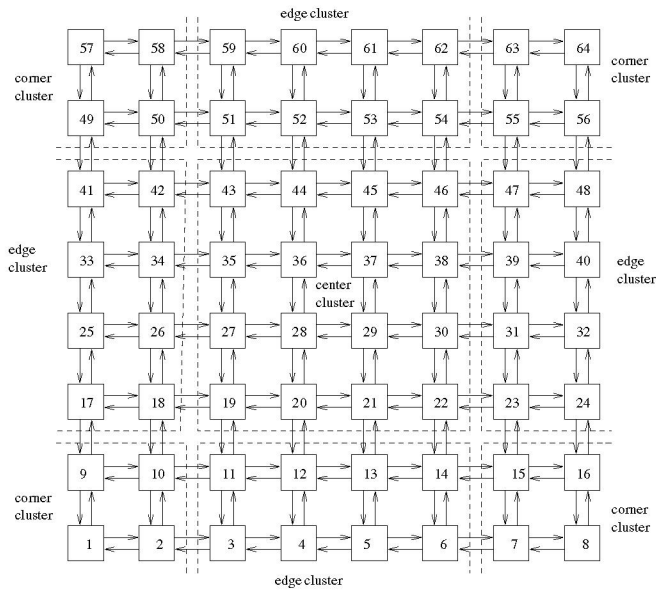 edge cluster
57 58 59 60 61 62 63 64
corner
cluster
corner
cluster
49 50 51 52 53 54 55 56
41 42 43 44 45 46 47 48
edge
cluster
33 34 35 36 37 38 39 40
edge
cluster
center
cluster
25 26 27 28 29 30 31 32
17 18 19 20 21 22 23 24
9 10 11 12 13 14 15 16
corner
cluster
corner
cluster
1 2 3 4 5 6 7 8
edge cluster